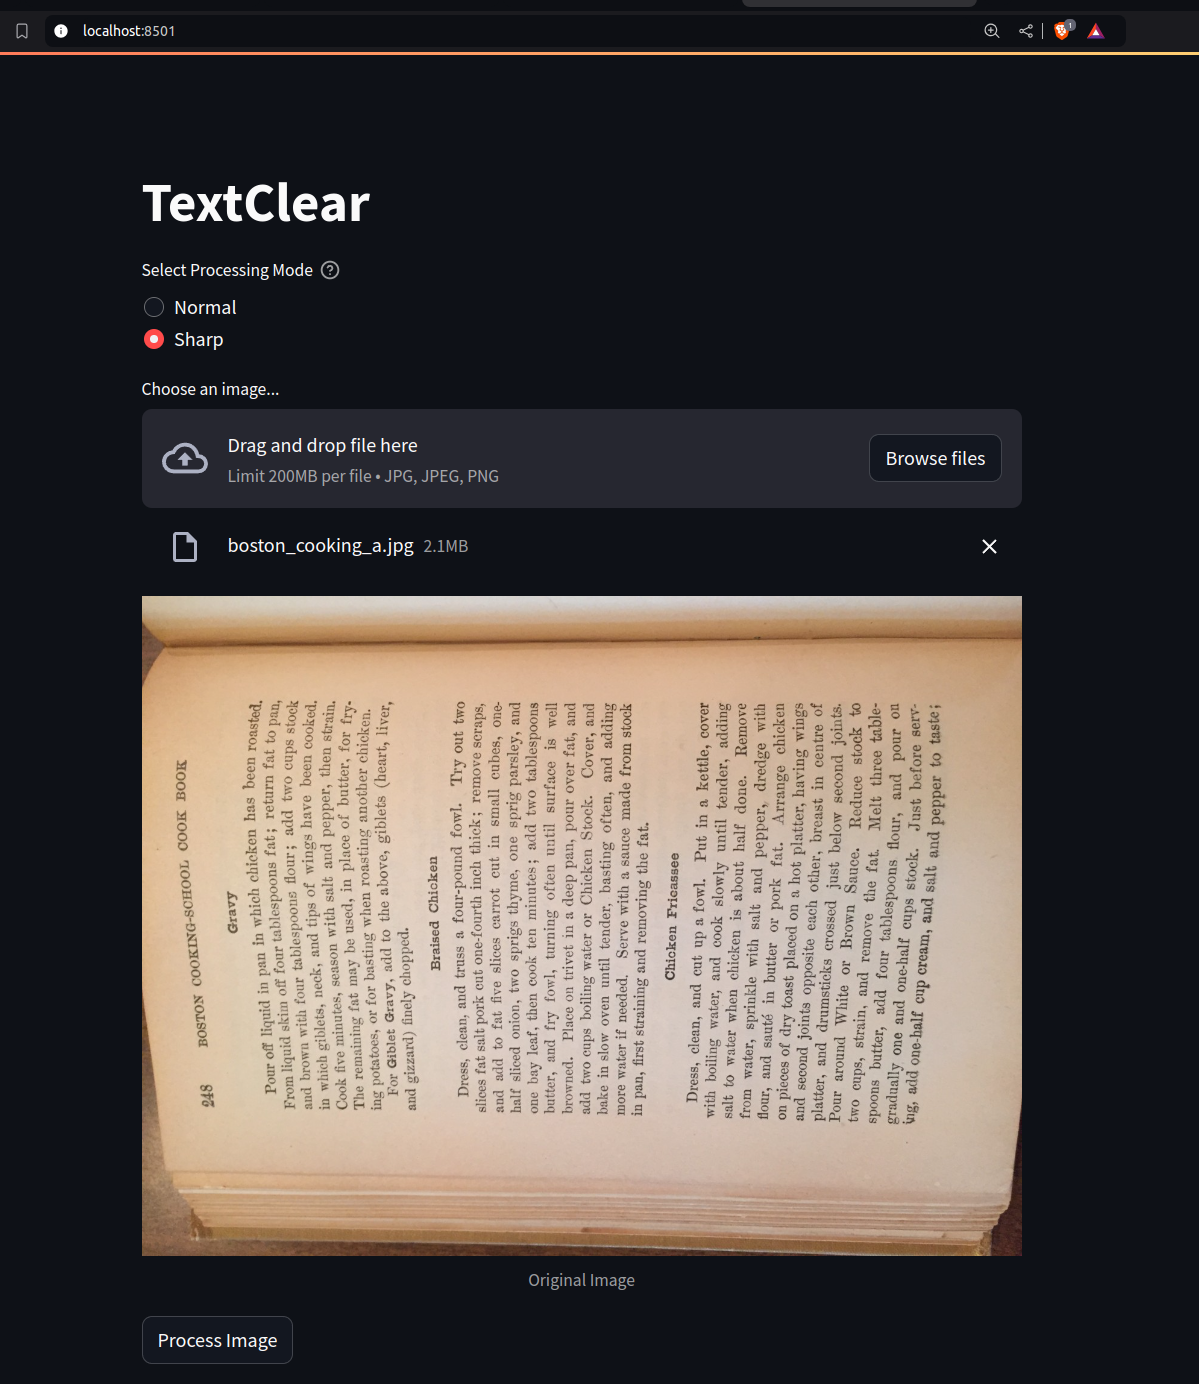 localhost:8501
1
TextClear
Select Processing Mode ?
Normal
Sharp
Choose an image...
Drag and drop file here
Limit 200MB per file • JPG, JPEG, PNG
Browse files
boston_cooking_a.jpg 2.1MB
248 BOSTON COOKING-SCHOOL COOK BOOK
Gravy
Pour off liquid in pan in which chicken has been roasted.
From liquid skim off four tablespoons fat; return fat to pan,
and brown with four tablespoons flour; add two cups stock
in which giblets, neck, and tips of wings have been cooked.
Cook five minutes, season with salt and pepper, then strain.
The remaining fat may be used, in place of butter, for fry-
ing potatoes, or for basting when roasting another chicken.
For Giblet Gravy, add to the above, giblets (heart, liver,
and gizzard) finely chopped.
Braised Chicken
Dress, clean, and truss a four-pound fowl. Try out two
slices fat salt pork cut one-fourth inch thick; remove scraps,
and add to fat five slices carrot cut in small cubes, one-
half sliced onion, two sprigs thyme, one sprig parsley, and
one bay leaf, then cook ten minutes; add two tablespoons
butter, and fry fowl, turning often until surface is well
browned. Place on trivet in a deep pan, pour over fat, and
add two cups boiling water or Chicken Stock. Cover, and
bake in slow oven until tender, basting often, and adding
more water if needed. Serve with a sauce made from stock
in pan, first straining and removing the fat.
Chicken Fricassee
Dress, clean, and cut up a fowl. Put in a kettle, cover
with boiling water, and cook slowly until tender, adding
salt to water when chicken is about half done. Remove
from water, sprinkle with salt and pepper, dredge with
flour, and sauté in butter or pork fat. Arrange chicken
on pieces of dry toast placed on a hot platter, having wings
and second joints opposite each other, breast in centre of
platter, and drumsticks crossed just below second joints.
Pour around White or Brown Sauce. Reduce stock to
two cups, strain, and remove the fat. Melt three table-
spoons butter, add four tablespoons flour, and pour on
gradually one and one-half cups stock. Just before serv-
ing, add one-half cup cream, and salt and pepper to taste;
Original Image
Process Image